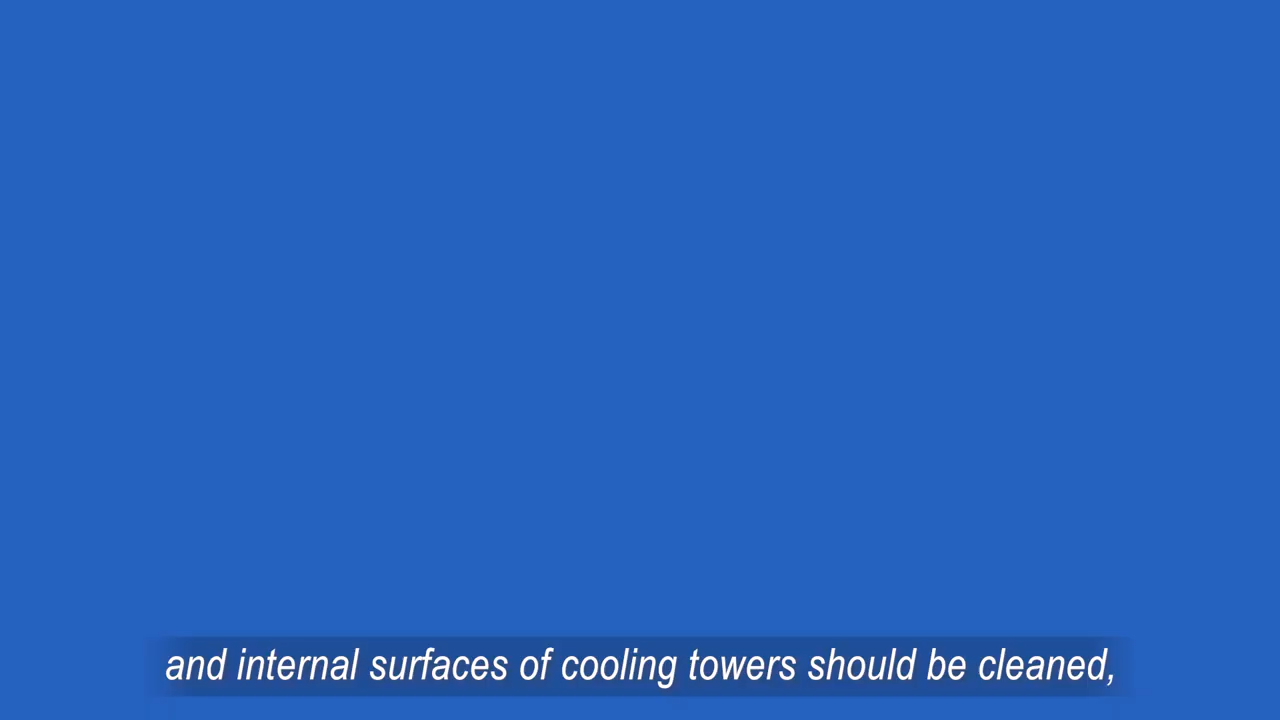 and internal surfaces of cooling towers should be cleaned,